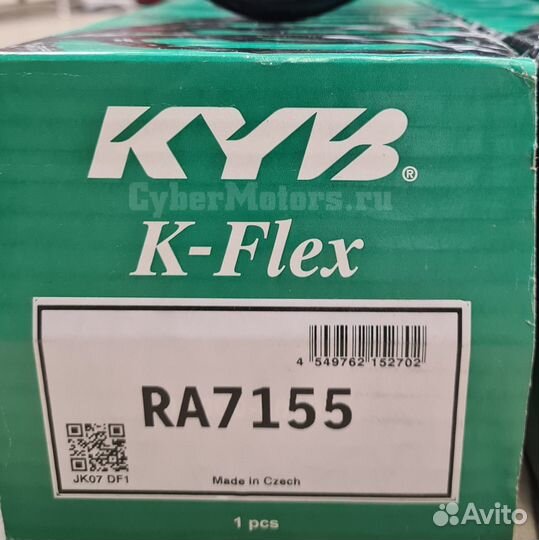 KYB®
CyberMotors.ru
K-Flex
4 549762 152702
RA7155
JK07 DF1
Made in Czech
1 pcs
Avito